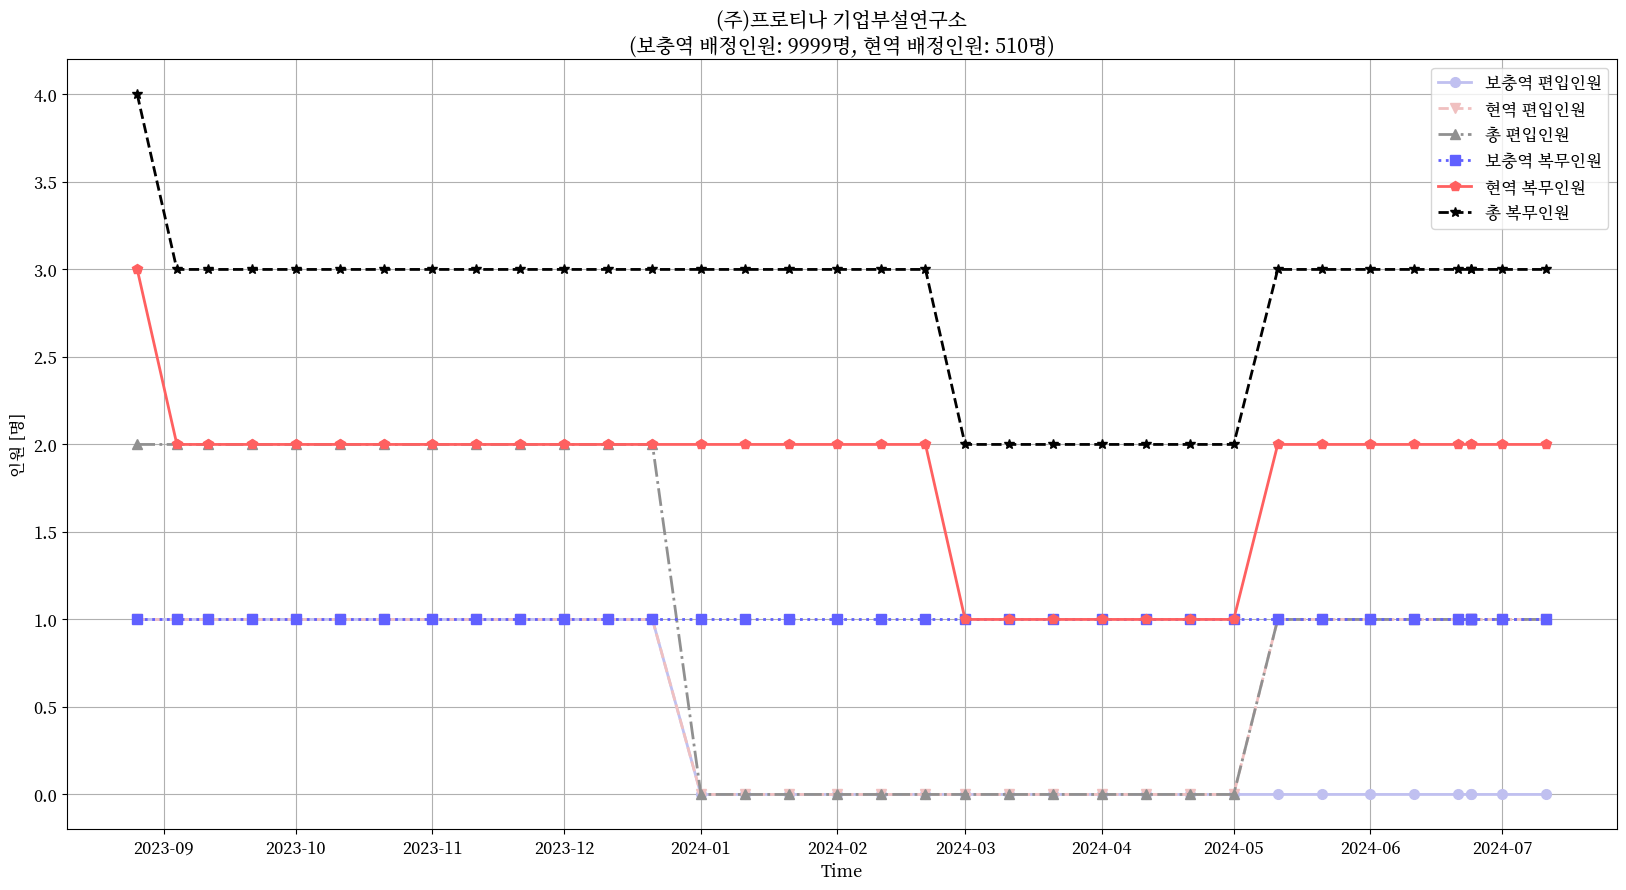 (주)프로티나 기업부설연구소
(보충역 배정인원: 9999명, 현역 배정인원: 510명)
보충역 편입인원
현역 편입인원
총 편입인원
보충역 복무인원
현역 복무인원
총 복무인원
인원 [명]
4.0
3.5
3.0
2.5
2.0
1.5
1.0
0.5
0.0
2023-09 2023-10 2023-11 2023-12 2024-01 2024-02 2024-03 2024-04 2024-05 2024-06 2024-07
Time